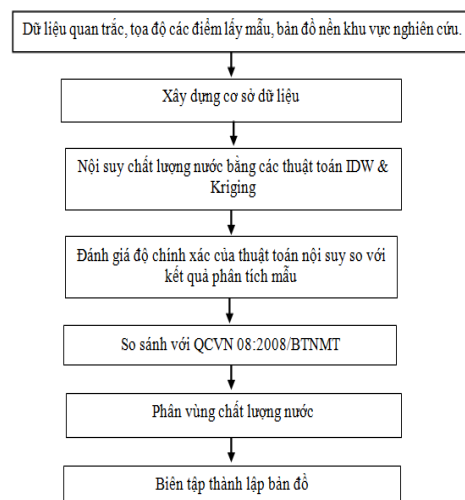 Dữ liệu quan trắc, tọa độ các điểm lấy mẫu, bản đồ nền khu vực nghiên cứu.
Xây dựng cơ sở dữ liệu
Nội suy chất lượng nước bằng các thuật toán IDW &
Kriging
Đánh giá độ chính xác của thuật toán nội suy so với
kết quả phân tích mẫu
So sánh với QCVN 08:2008/BTNMT
Phân vùng chất lượng nước
Biên tập thành lập bản đồ